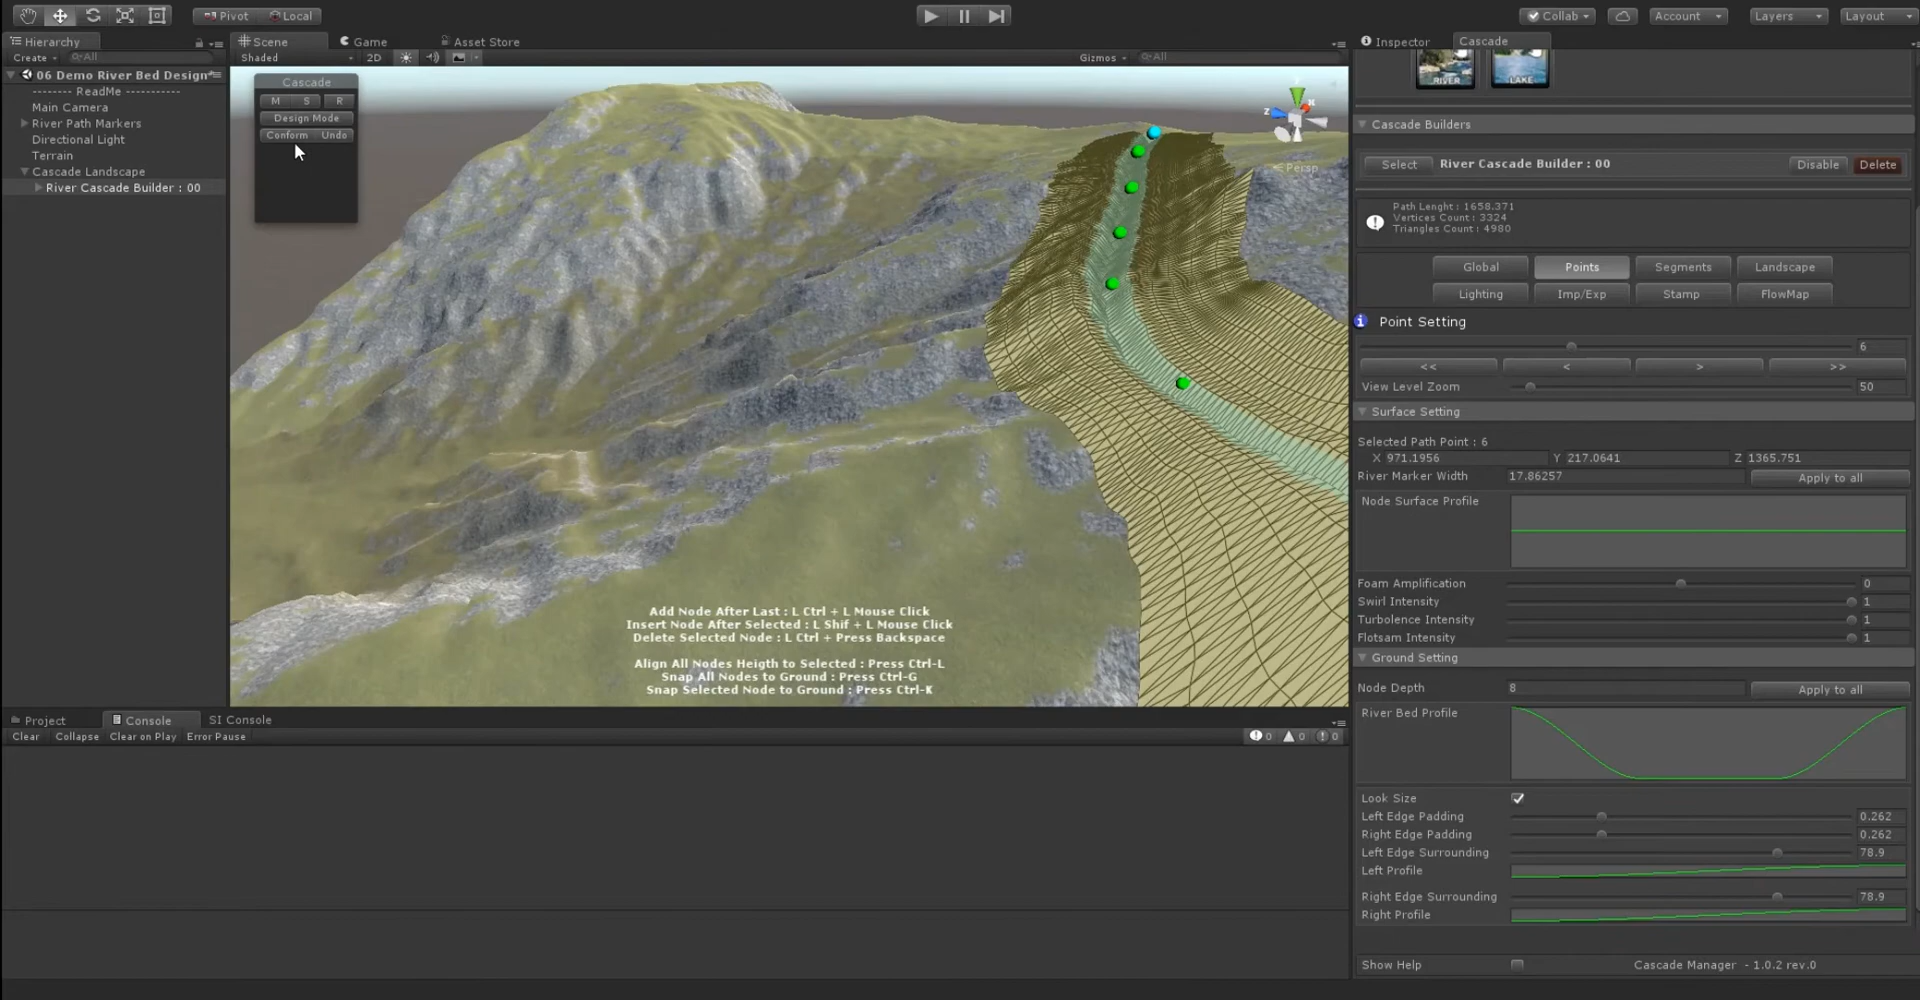 Pivot Local Collab Account Layers Layout
Hierarchy Scene Game Asset Store Inspector Cascade
Create All Shaded 2D Gizmos All
RIVER LAKE
06 Demo River Bed Design
-------- ReadMe -----------
Main Camera
River Path Markers
Directional Light
Terrain
Cascade Landscape
River Cascade Builder : 00
Cascade
M S R
Design Mode
Conform Undo
Z X
Persp
Add Node After Last : L Ctrl + L Mouse Click
Insert Node After Selected : L Shif + L Mouse Click
Delete Selected Node : L Ctrl + Press Backspace
Align All Nodes Heigth to Selected : Press Ctrl-L
Snap All Nodes to Ground : Press Ctrl-G
Snap Selected Node to Ground : Press Ctrl-K
Project Console SI Console
Clear Collapse Clear on Play Error Pause 0 0 0
Cascade Builders
Select River Cascade Builder : 00 Disable Delete
Path Lenght : 1658.371
Vertices Count : 3324
Triangles Count : 4980
Global Points Segments Landscape
Lighting Imp/Exp Stamp FlowMap
Point Setting
6
<< < > >>
View Level Zoom 50
Surface Setting
Selected Path Point : 6
X 971.1956 Y 217.0641 Z 1365.751
River Marker Width 17.86257 Apply to all
Node Surface Profile
Foam Amplification 0
Swirl Intensity 1
Turbolence Intensity 1
Flotsam Intensity 1
Ground Setting
Node Depth 8 Apply to all
River Bed Profile
Look Size
Left Edge Padding 0.262
Right Edge Padding 0.262
Left Edge Surrounding 78.9
Left Profile
Right Edge Surrounding 78.9
Right Profile
Show Help Cascade Manager - 1.0.2 rev.0